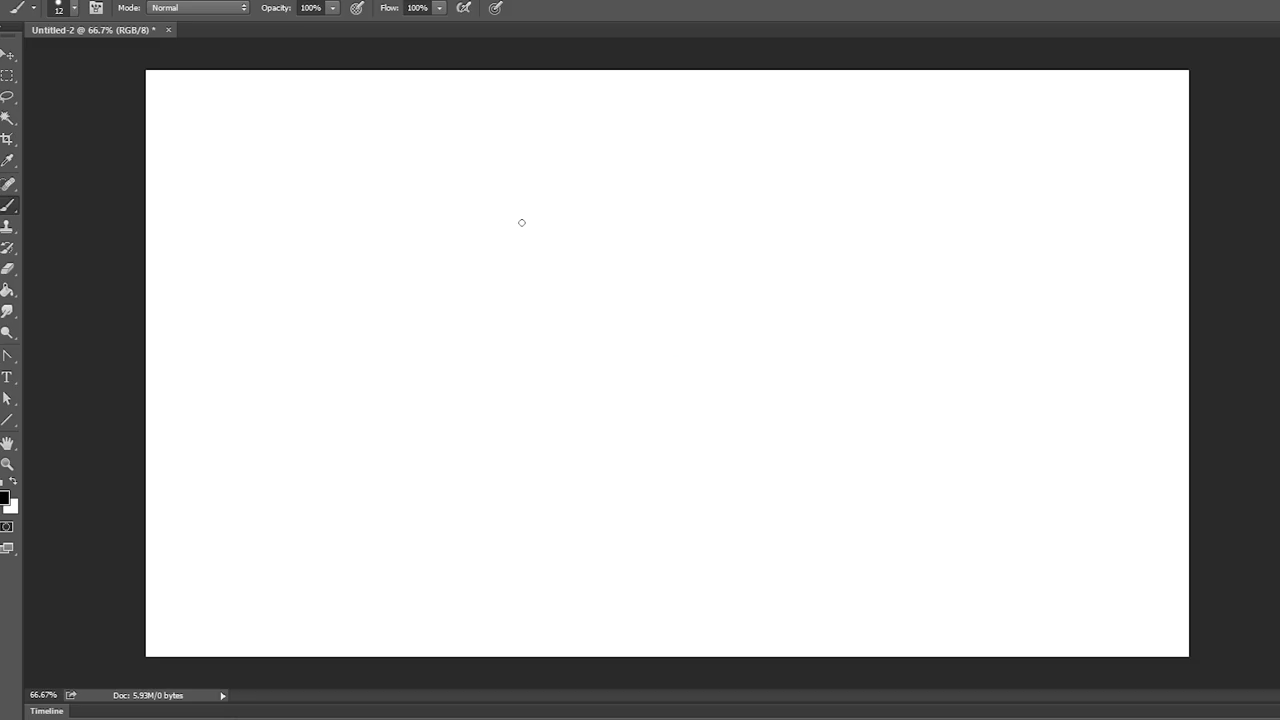 12 Mode: Normal Opacity: 100% Flow: 100%
Untitled-2 @ 66.7% (RGB/8) * ×
T
66.67% Doc: 5.93M/0 bytes
Timeline